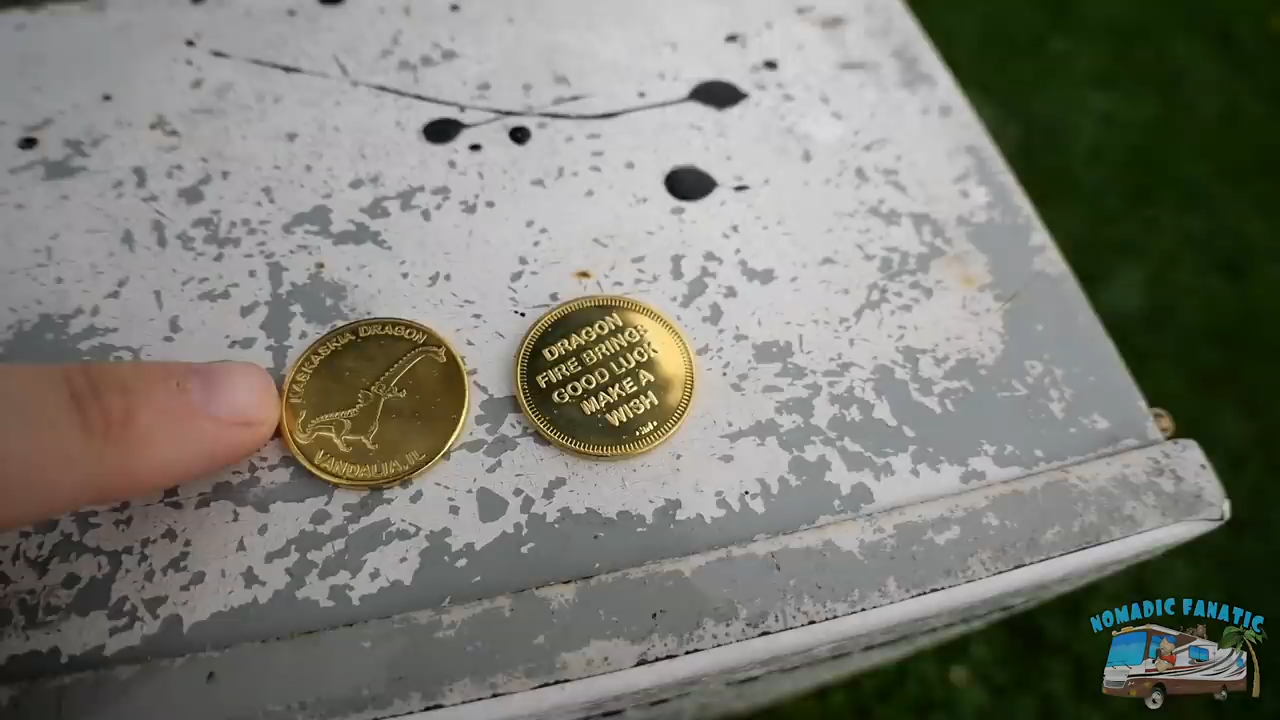 KASKASKIA DRAGON
VANDALIA, IL
DRAGON
FIRE BRINGS
GOOD LUCK
MAKE A
WISH
NOMADIC FANATIC